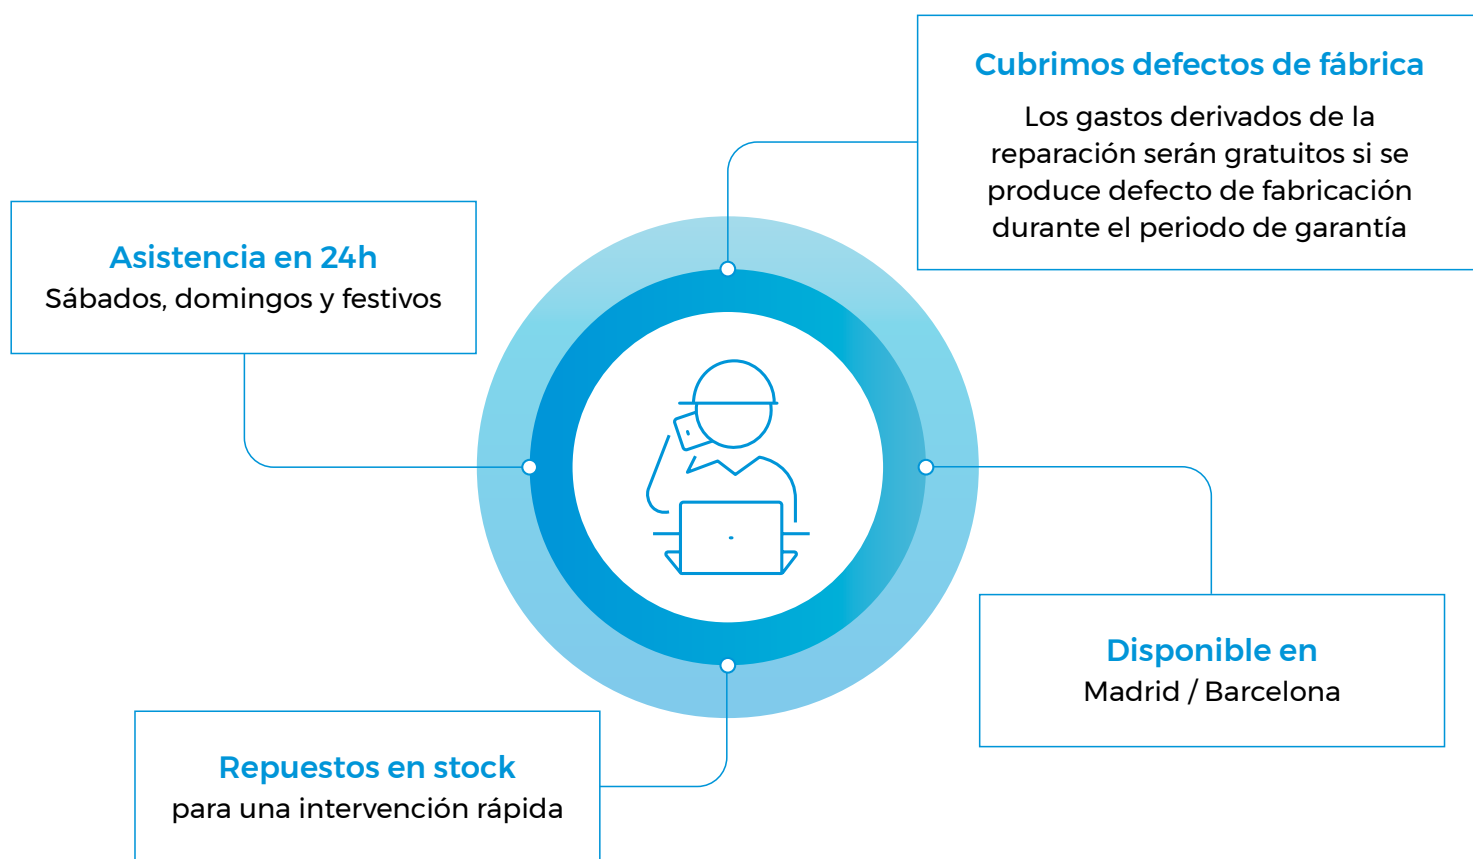 Cubrimos defectos de fábrica
Los gastos derivados de la
reparación serán gratuitos si se
produce defecto de fabricación
durante el periodo de garantía
Asistencia en 24h
Sábados, domingos y festivos
Disponible en
Madrid / Barcelona
Repuestos en stock
para una intervención rápida